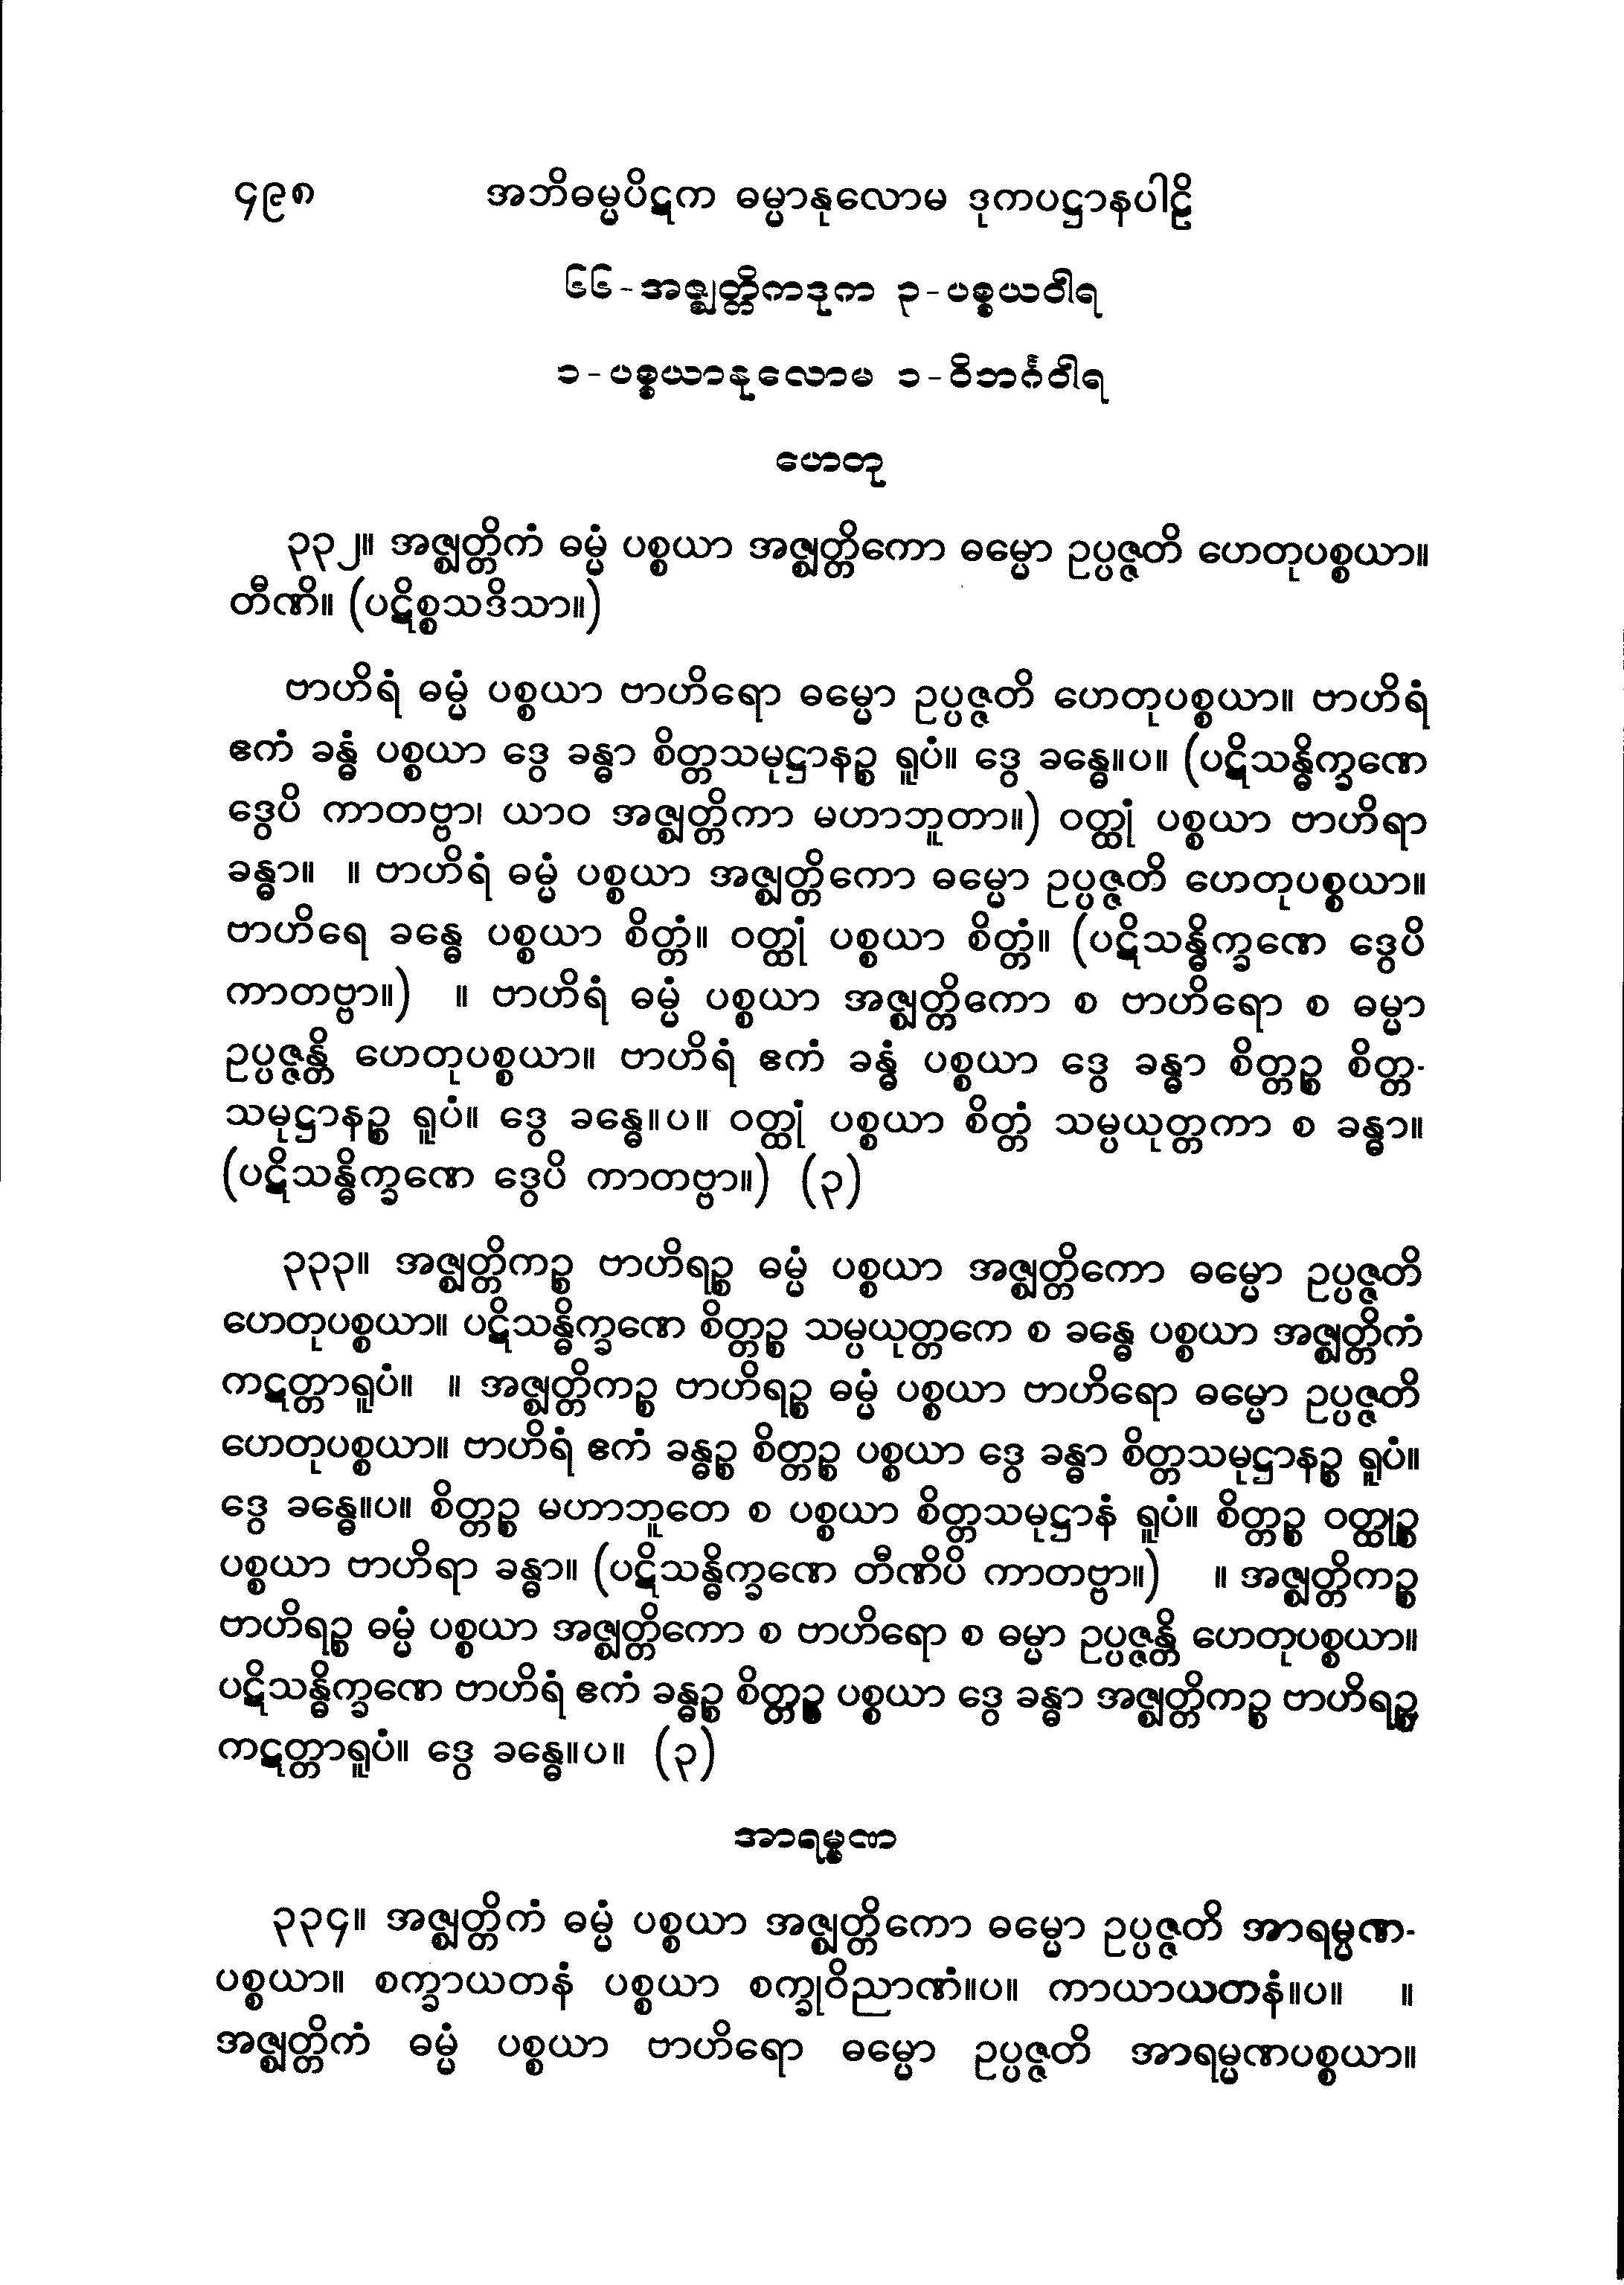 ၄၉၈ အဘိဓမ္မပိဋက ဓမ္မာနုလောမ ဒုကပဋ္ဌာနပါဠိ
၆၆-အဇ္ဈတ္တိကဒုက ၃-ပစ္စယဝါရ
၁-ပစ္စယာနုလောမ ၁-ဝိဘင်္ဂဝါရ
ဟေတု
၃၃၂။ အဇ္ဈတ္တိကံ ဓမ္မံ ပစ္စယာ အဇ္ဈတ္တိကော ဓမ္မော ဥပ္ပဇ္ဇတိ ဟေတုပစ္စယာ။
တီဏိ။ (ပဋိစ္စသဒိသာ။)
ဗာဟိရံ ဓမ္မံ ပစ္စယာ ဗာဟိရော ဓမ္မော ဥပ္ပဇ္ဇတိ ဟေတုပစ္စယာ။ ဗာဟိရံ
ဧကံ ခန္ဓံ ပစ္စယာ ဒွေ ခန္ဓာ စိတ္တသမုဋ္ဌာနဉ္စ ရူပံ။ ဒွေ ခန္ဓေ။ပ။ (ပဋိသန္ဓိက္ခဏေ
ဒွေပိ ကာတဗ္ဗာ၊ ယာဝ အဇ္ဈတ္တိကာ မဟာဘူတာ။) ဝတ္ထုံ ပစ္စယာ ဗာဟိရာ
ခန္ဓာ။ ။ ဗာဟိရံ ဓမ္မံ ပစ္စယာ အဇ္ဈတ္တိကော ဓမ္မော ဥပ္ပဇ္ဇတိ ဟေတုပစ္စယာ။
ဗာဟိရေ ခန္ဓေ ပစ္စယာ စိတ္တံ။ ဝတ္ထုံ ပစ္စယာ စိတ္တံ။ (ပဋိသန္ဓိက္ခဏေ ဒွေပိ
ကာတဗ္ဗာ။) ။ ဗာဟိရံ ဓမ္မံ ပစ္စယာ အဇ္ဈတ္တိကော စ ဗာဟိရော စ ဓမ္မာ
ဥပ္ပဇ္ဇန္တိ ဟေတုပစ္စယာ။ ဗာဟိရံ ဧကံ ခန္ဓံ ပစ္စယာ ဒွေ ခန္ဓာ စိတ္တဉ္စ စိတ္တ-
သမုဋ္ဌာနဉ္စ ရူပံ။ ဒွေ ခန္ဓေ။ပ။ ဝတ္ထုံ ပစ္စယာ စိတ္တံ သမ္ပယုတ္တကာ စ ခန္ဓာ။
(ပဋိသန္ဓိက္ခဏေ ဒွေပိ ကာတဗ္ဗာ။) (၃)
၃၃၃။ အဇ္ဈတ္တိကဉ္စ ဗာဟိရဉ္စ ဓမ္မံ ပစ္စယာ အဇ္ဈတ္တိကော ဓမ္မော ဥပ္ပဇ္ဇတိ
ဟေတုပစ္စယာ။ ပဋိသန္ဓိက္ခဏေ စိတ္တဉ္စ သမ္ပယုတ္တကေ စ ခန္ဓေ ပစ္စယာ အဇ္ဈတ္တိကံ
ကဋတ္တာရူပံ။ ။ အဇ္ဈတ္တိကဉ္စ ဗာဟိရဉ္စ ဓမ္မံ ပစ္စယာ ဗာဟိရော ဓမ္မော ဥပ္ပဇ္ဇတိ
ဟေတုပစ္စယာ။ ဗာဟိရံ ဧကံ ခန္ဓဉ္စ စိတ္တဉ္စ ပစ္စယာ ဒွေ ခန္ဓာ စိတ္တသမုဋ္ဌာနဉ္စ ရူပံ။
ဒွေ ခန္ဓေ။ပ။ စိတ္တဉ္စ မဟာဘူတေ စ ပစ္စယာ စိတ္တသမုဋ္ဌာနံ ရူပံ။ စိတ္တဉ္စ ဝတ္ထုဉ္စ
ပစ္စယာ ဗာဟိရာ ခန္ဓာ။ (ပဋိသန္ဓိက္ခဏေ တီဏိပိ ကာတဗ္ဗာ။) ။ အဇ္ဈတ္တိကဉ္စ
ဗာဟိရဉ္စ ဓမ္မံ ပစ္စယာ အဇ္ဈတ္တိကော စ ဗာဟိရော စ ဓမ္မာ ဥပ္ပဇ္ဇန္တိ ဟေတုပစ္စယာ။
ပဋိသန္ဓိက္ခဏေ ဗာဟိရံ ဧကံ ခန္ဓဉ္စ စိတ္တဉ္စ ပစ္စယာ ဒွေ ခန္ဓာ အဇ္ဈတ္တိကဉ္စ ဗာဟိရဉ္စ
ကဋတ္တာရူပံ။ ဒွေ ခန္ဓေ။ပ။ (၃)
အာရမ္မဏ
၃၃၄။ အဇ္ဈတ္တိကံ ဓမ္မံ ပစ္စယာ အဇ္ဈတ္တိကော ဓမ္မော ဥပ္ပဇ္ဇတိ အာရမ္မဏ-
ပစ္စယာ။ စက္ခာယတနံ ပစ္စယာ စက္ခုဝိညာဏံ။ပ။ ကာယာယတနံ။ပ။ ။
အဇ္ဈတ္တိကံ ဓမ္မံ ပစ္စယာ ဗာဟိရော ဓမ္မော ဥပ္ပဇ္ဇတိ အာရမ္မဏပစ္စယာ။